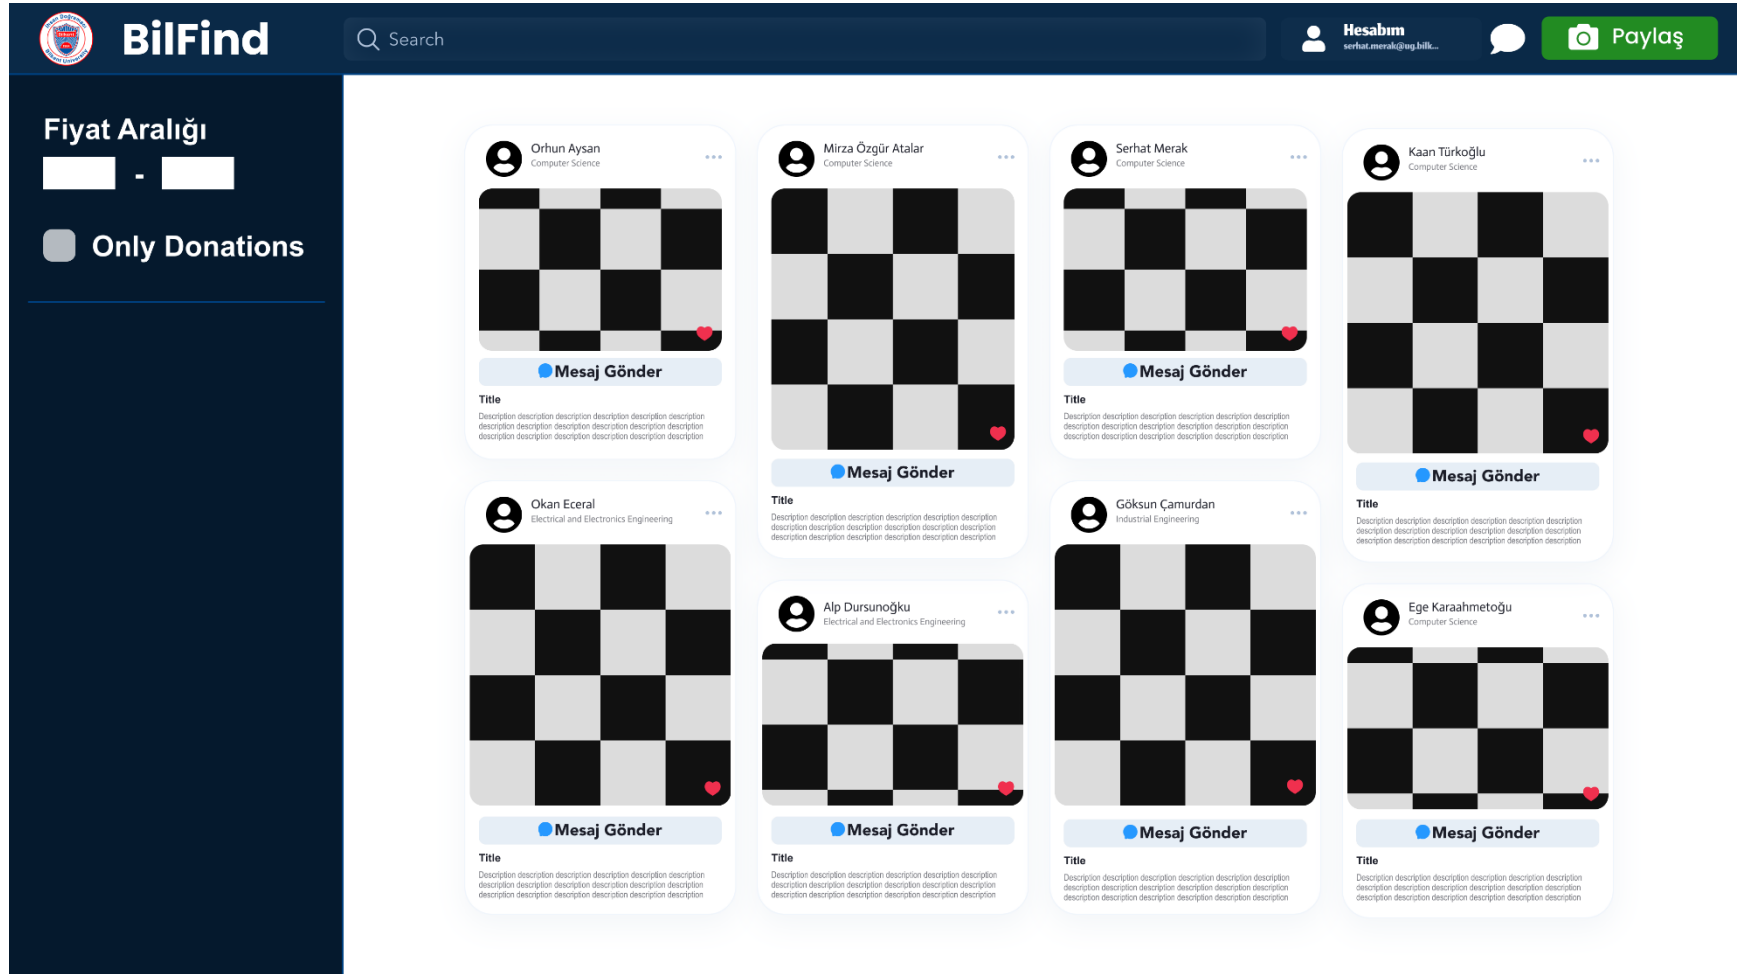 BilFind
Search
Hesabım
serhat.merak@ug.bilk...
Paylaş
Fiyat Aralığı
-
Only Donations
Orhun Aysan
Computer Science
Mesaj Gönder
Title
Description description description description description description
description description description description description description
description description description description description description
Mirza Özgür Atalar
Computer Science
Mesaj Gönder
Title
Description description description description description description
description description description description description description
description description description description description description
Serhat Merak
Computer Science
Mesaj Gönder
Title
Description description description description description description
description description description description description description
description description description description description description
Kaan Türkoğlu
Computer Science
Mesaj Gönder
Title
Description description description description description description
description description description description description description
description description description description description description
Okan Eceral
Electrical and Electronics Engineering
Mesaj Gönder
Title
Description description description description description description
description description description description description description
description description description description description description
Alp Dursunoğku
Electrical and Electronics Engineering
Mesaj Gönder
Title
Description description description description description description
description description description description description description
description description description description description description
Göksun Çamurdan
Industrial Engineering
Mesaj Gönder
Title
Description description description description description description
description description description description description description
description description description description description description
Ege Karaahmetoğu
Computer Science
Mesaj Gönder
Title
Description description description description description description
description description description description description description
description description description description description description